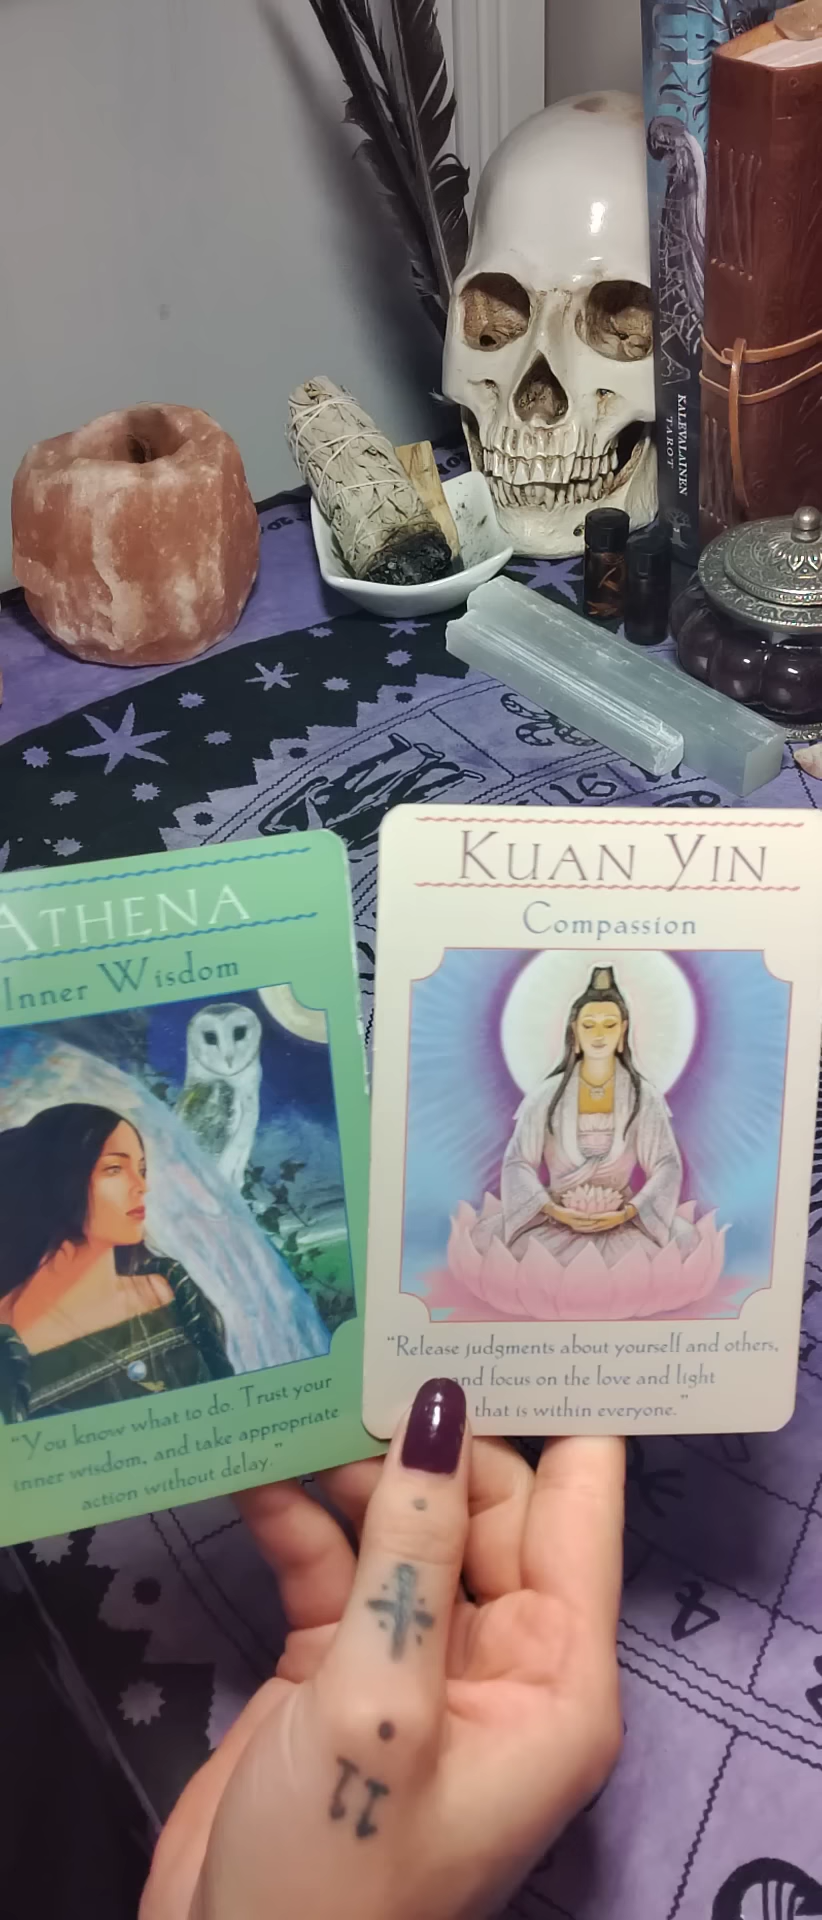 ATHENA
Inner Wisdom
"You know what to do. Trust your
inner wisdom, and take appropriate
action without delay."
KUAN YIN
Compassion
"Release judgments about yourself and others,
and focus on the love and light
that is within everyone."
KALEVALAINEN
TAROT
16
4